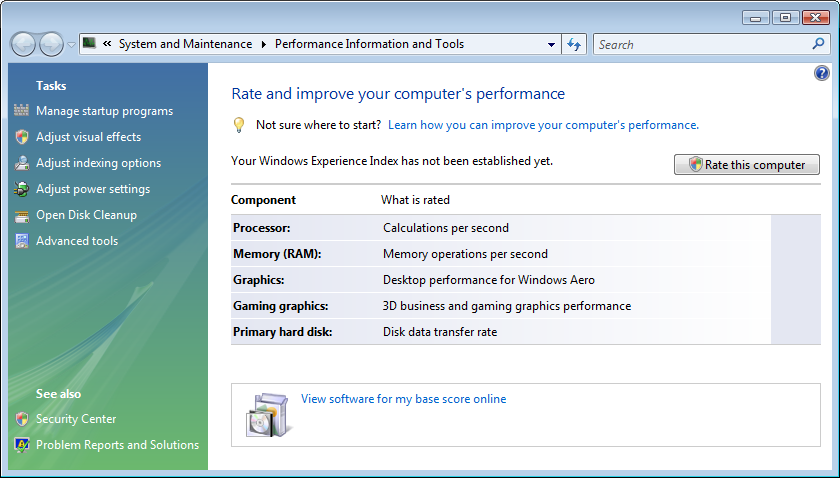 « System and Maintenance ▸ Performance Information and Tools
Search
Tasks
Manage startup programs
Adjust visual effects
Adjust indexing options
Adjust power settings
Open Disk Cleanup
Advanced tools
See also
Security Center
Problem Reports and Solutions
Rate and improve your computer's performance
Not sure where to start? Learn how you can improve your computer's performance.
Your Windows Experience Index has not been established yet. Rate this computer
Component What is rated
Processor: Calculations per second
Memory (RAM): Memory operations per second
Graphics: Desktop performance for Windows Aero
Gaming graphics: 3D business and gaming graphics performance
Primary hard disk: Disk data transfer rate
View software for my base score online